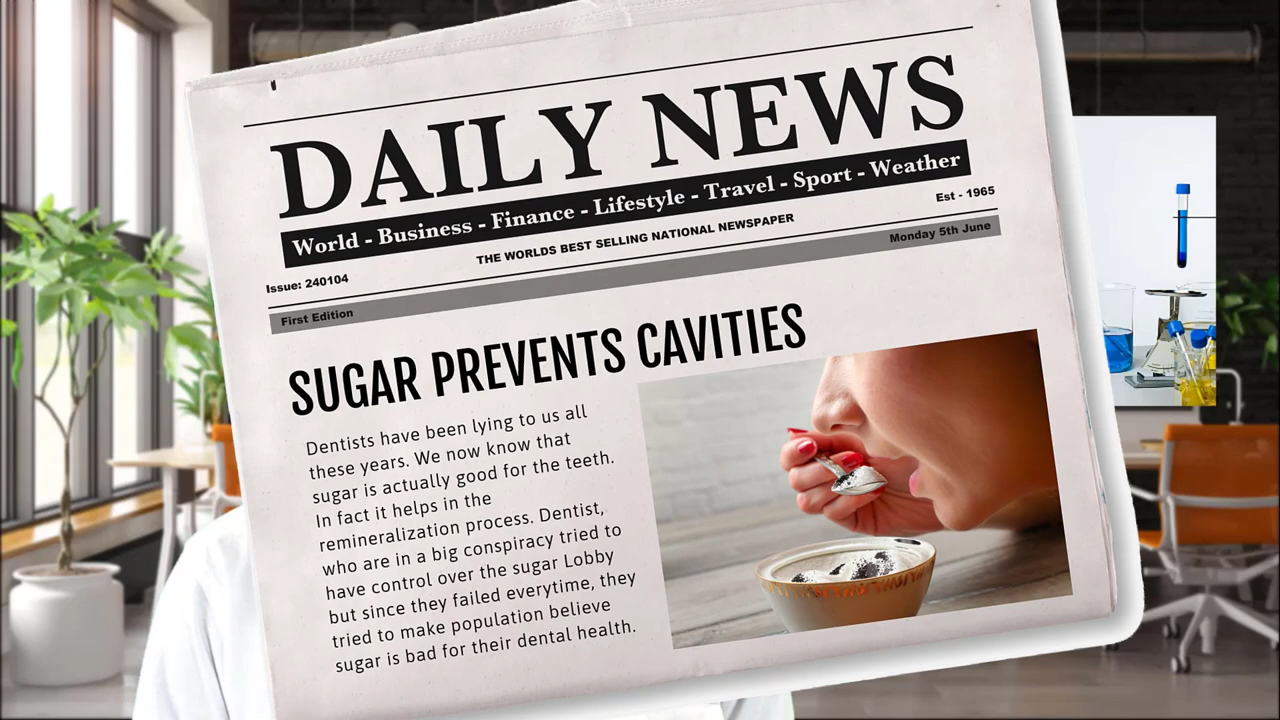 DAILY NEWS
World - Business - Finance - Lifestyle - Travel - Sport - Weather
Issue: 240104
THE WORLDS BEST SELLING NATIONAL NEWSPAPER
Est - 1965
First Edition
Monday 5th June
SUGAR PREVENTS CAVITIES
Dentists have been lying to us all
these years. We now know that
sugar is actually good for the teeth.
In fact it helps in the
remineralization process. Dentist,
who are in a big conspiracy tried to
have control over the sugar Lobby
but since they failed everytime, they
tried to make population believe
sugar is bad for their dental health.